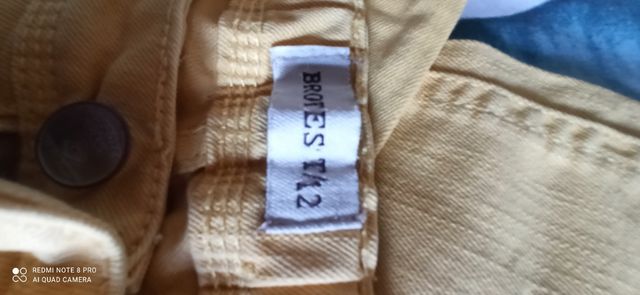 BROTES T/12
REDMI NOTE 8 PRO
AI QUAD CAMERA